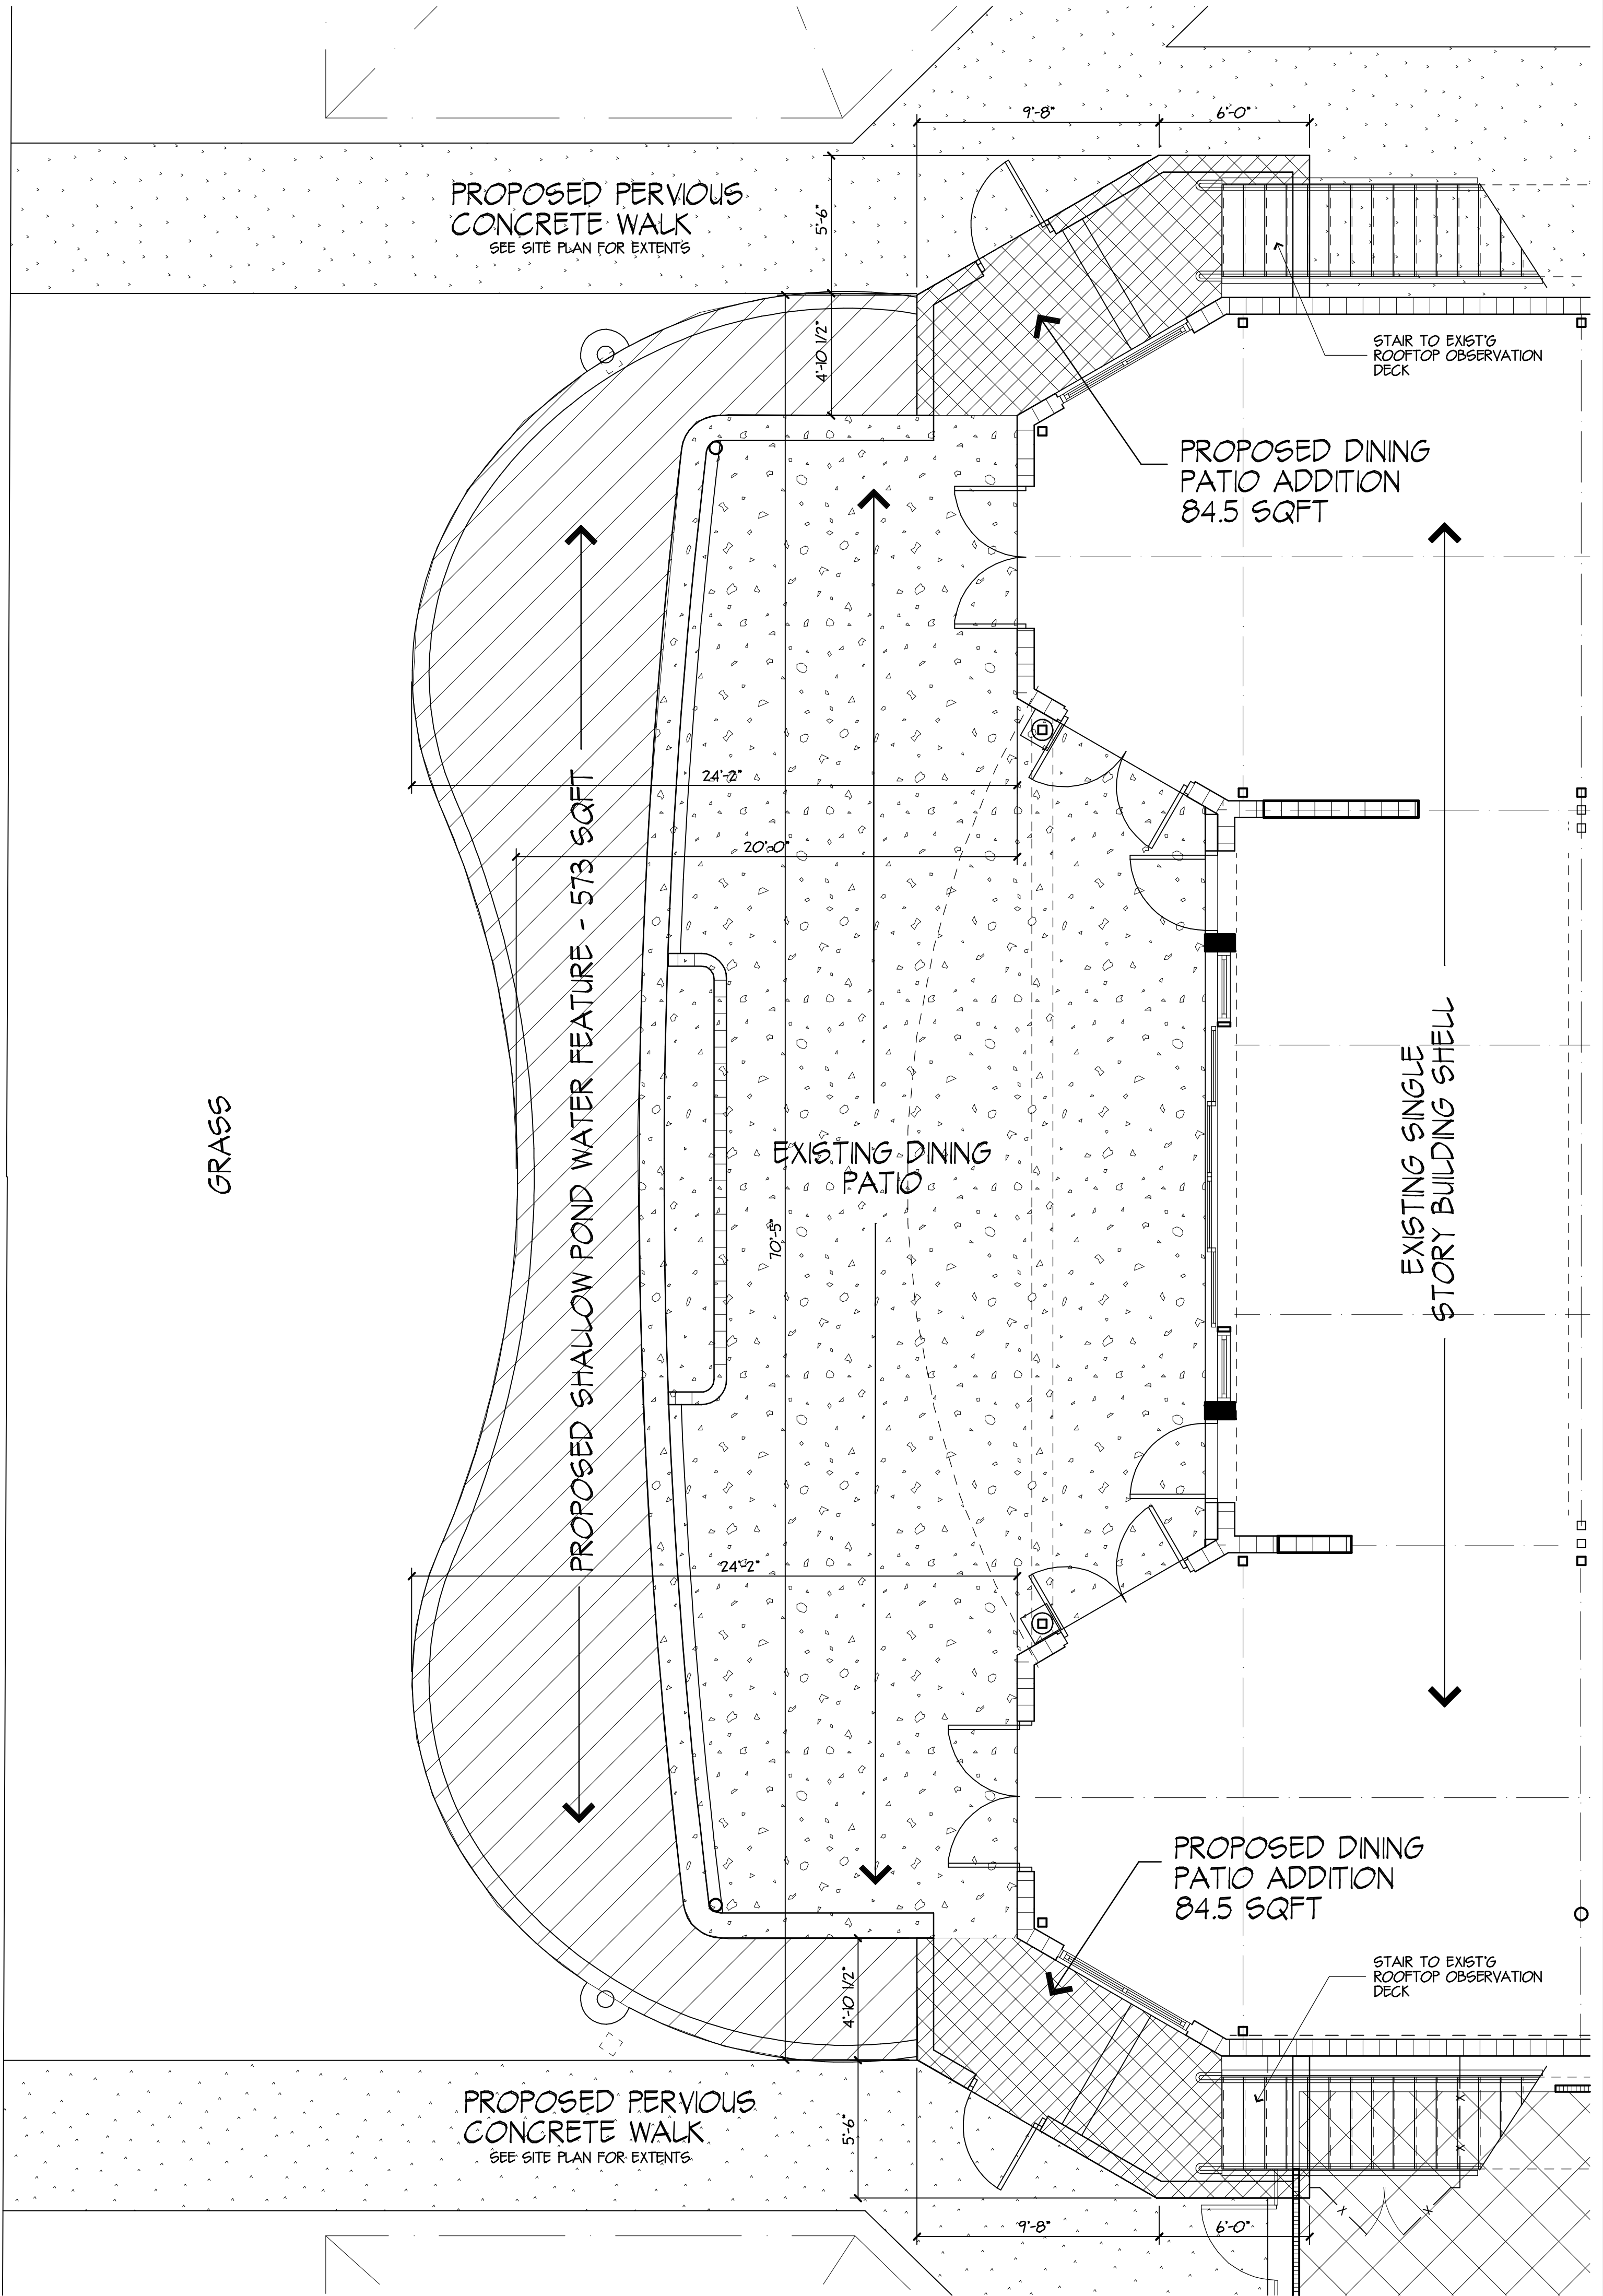 9'-8"
6'-0"
PROPOSED PERVIOUS
CONCRETE WALK
SEE SITE PLAN FOR EXTENTS
5'-6"
4'-10 1/2"
STAIR TO EXIST'G
ROOFTOP OBSERVATION
DECK
PROPOSED DINING
PATIO ADDITION
84.5 SQFT
24'-2"
20'-0"
PROPOSED SHALLOW POND WATER FEATURE - 573 SQFT
GRASS
EXISTING DINING
PATIO
70'-5"
EXISTING SINGLE
STORY BUILDING SHELL
24'-2"
PROPOSED DINING
PATIO ADDITION
84.5 SQFT
STAIR TO EXIST'G
ROOFTOP OBSERVATION
DECK
4'-10 1/2"
PROPOSED PERVIOUS
CONCRETE WALK
SEE SITE PLAN FOR EXTENTS
5'-6"
9'-8"
6'-0"
X
X
X
X